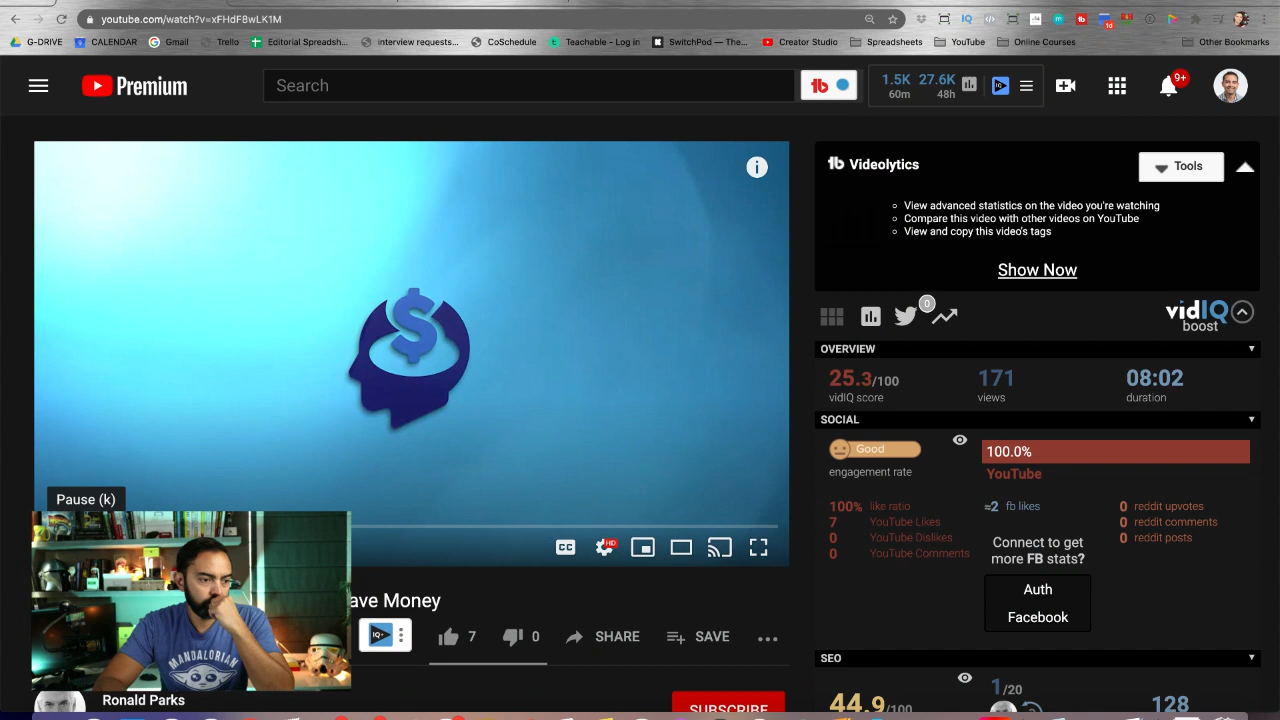 youtube.com/watch?v=xFHdF8wLK1M
G-DRIVE
CALENDAR
Gmail
Trello
Editorial Spreadsh...
interview requests...
CoSchedule
Teachable - Log in
SwitchPod — The...
Creator Studio
Spreadsheets
YouTube
Online Courses
Other Bookmarks
Premium
Search
1.5K 27.6K
60m 48h
9+
Videolytics
Tools
View advanced statistics on the video you're watching
Compare this video with other videos on YouTube
View and copy this video's tags
Show Now
0
vidIQ
boost
OVERVIEW
25.3/100
vidIQ score
171
views
08:02
duration
SOCIAL
Good
engagement rate
100.0%
YouTube
100% like ratio
7 YouTube Likes
0 YouTube Dislikes
0 YouTube Comments
≈2 fb likes
Connect to get
more FB stats?
Auth
Facebook
0 reddit upvotes
0 reddit comments
0 reddit posts
SEO
44.9/100
1/20
128
Pause (k)
CC
HD
ave Money
IQ
7
0
SHARE
SAVE
MANDALORIAN
Ronald Parks
SUBSCRIBE